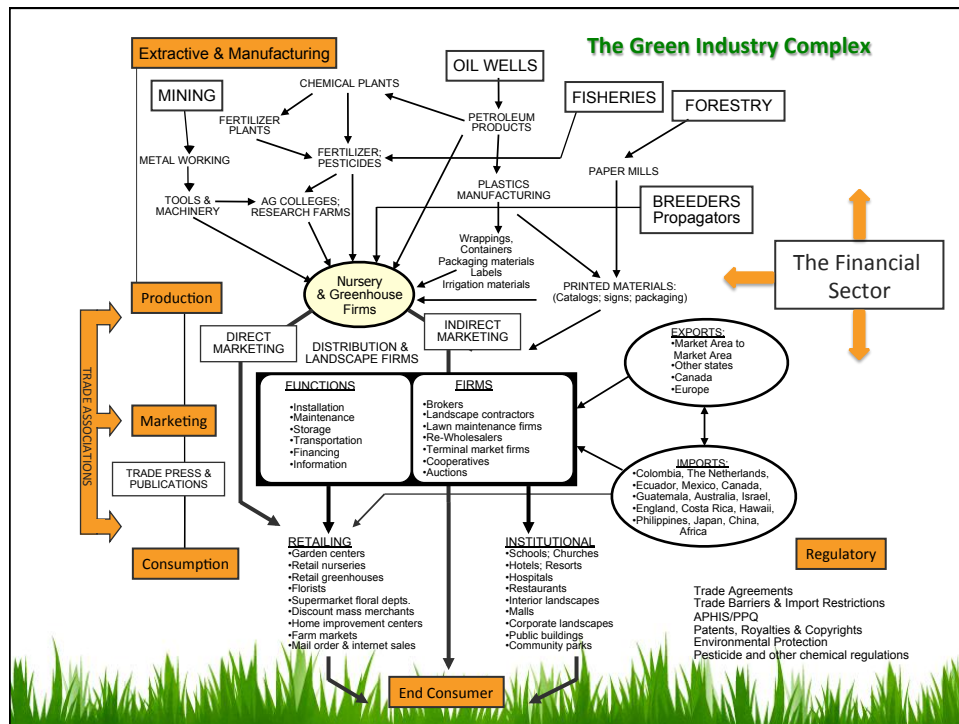 Extractive & Manufacturing
The Green Industry Complex
OIL WELLS
MINING
CHEMICAL PLANTS
FISHERIES
FORESTRY
FERTILIZER
PLANTS
PETROLEUM
PRODUCTS
METAL WORKING
FERTILIZER;
PESTICIDES
PAPER MILLS
PLASTICS
MANUFACTURING
TOOLS &
MACHINERY
AG COLLEGES;
RESEARCH FARMS
BREEDERS
Propagators
Wrappings,
Containers
Packaging materials
Labels
Irrigation materials
The Financial
Sector
Nursery
& Greenhouse
Firms
PRINTED MATERIALS:
(Catalogs; signs; packaging)
Production
DIRECT
MARKETING
INDIRECT
MARKETING
DISTRIBUTION &
LANDSCAPE FIRMS
EXPORTS:
•Market Area to
Market Area
•Other states
•Canada
•Europe
TRADE ASSOCIATIONS
FUNCTIONS
•Installation
•Maintenance
•Storage
•Transportation
•Financing
•Information
FIRMS
•Brokers
•Landscape contractors
•Lawn maintenance firms
•Re-Wholesalers
•Terminal market firms
•Cooperatives
•Auctions
Marketing
TRADE PRESS &
PUBLICATIONS
IMPORTS:
•Colombia, The Netherlands,
•Ecuador, Mexico, Canada,
•Guatemala, Australia, Israel,
•England, Costa Rica, Hawaii,
•Philippines, Japan, China,
Africa
Consumption
RETAILING
•Garden centers
•Retail nurseries
•Retail greenhouses
•Florists
•Supermarket floral depts.
•Discount mass merchants
•Home improvement centers
•Farm markets
•Mail order & internet sales
INSTITUTIONAL
•Schools; Churches
•Hotels; Resorts
•Hospitals
•Restaurants
•Interior landscapes
•Malls
•Corporate landscapes
•Public buildings
•Community parks
Regulatory
Trade Agreements
Trade Barriers & Import Restrictions
APHIS/PPQ
Patents, Royalties & Copyrights
Environmental Protection
Pesticide and other chemical regulations
End Consumer